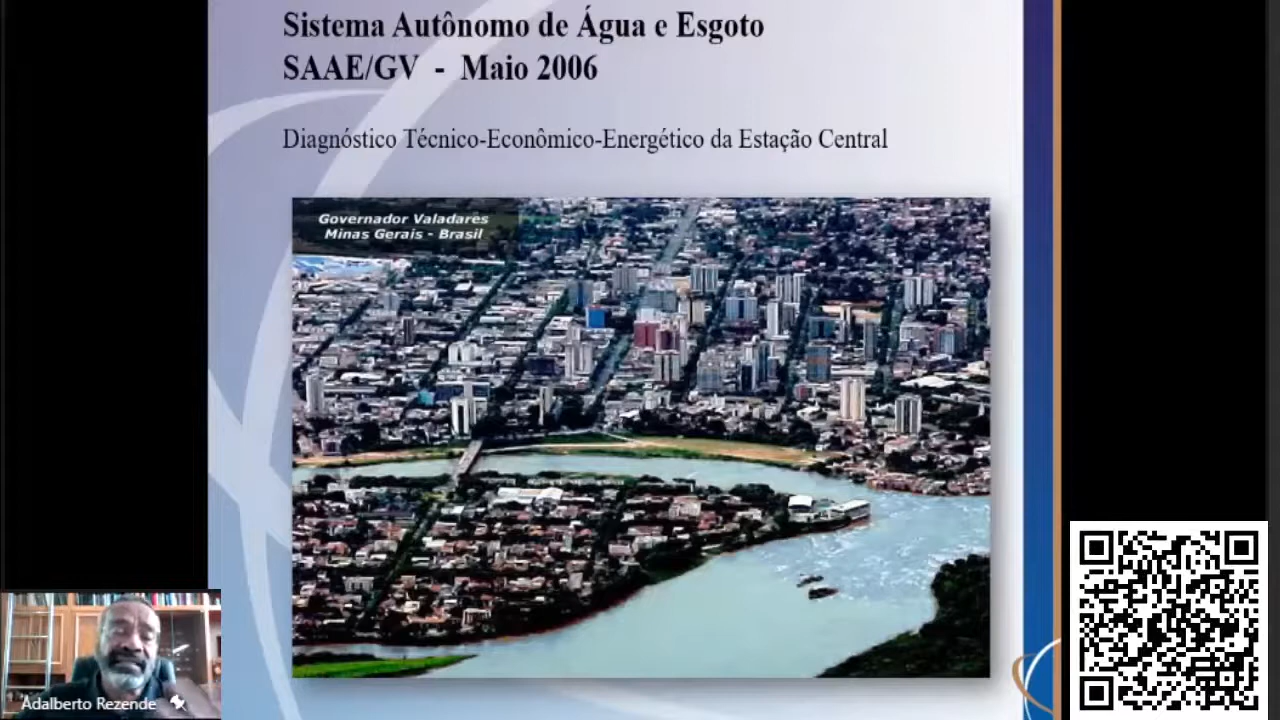 Sistema Autônomo de Água e Esgoto
SAAE/GV - Maio 2006
Diagnóstico Técnico-Econômico-Energético da Estação Central
Governador Valadares
Minas Gerais - Brasil
Adalberto Rezende